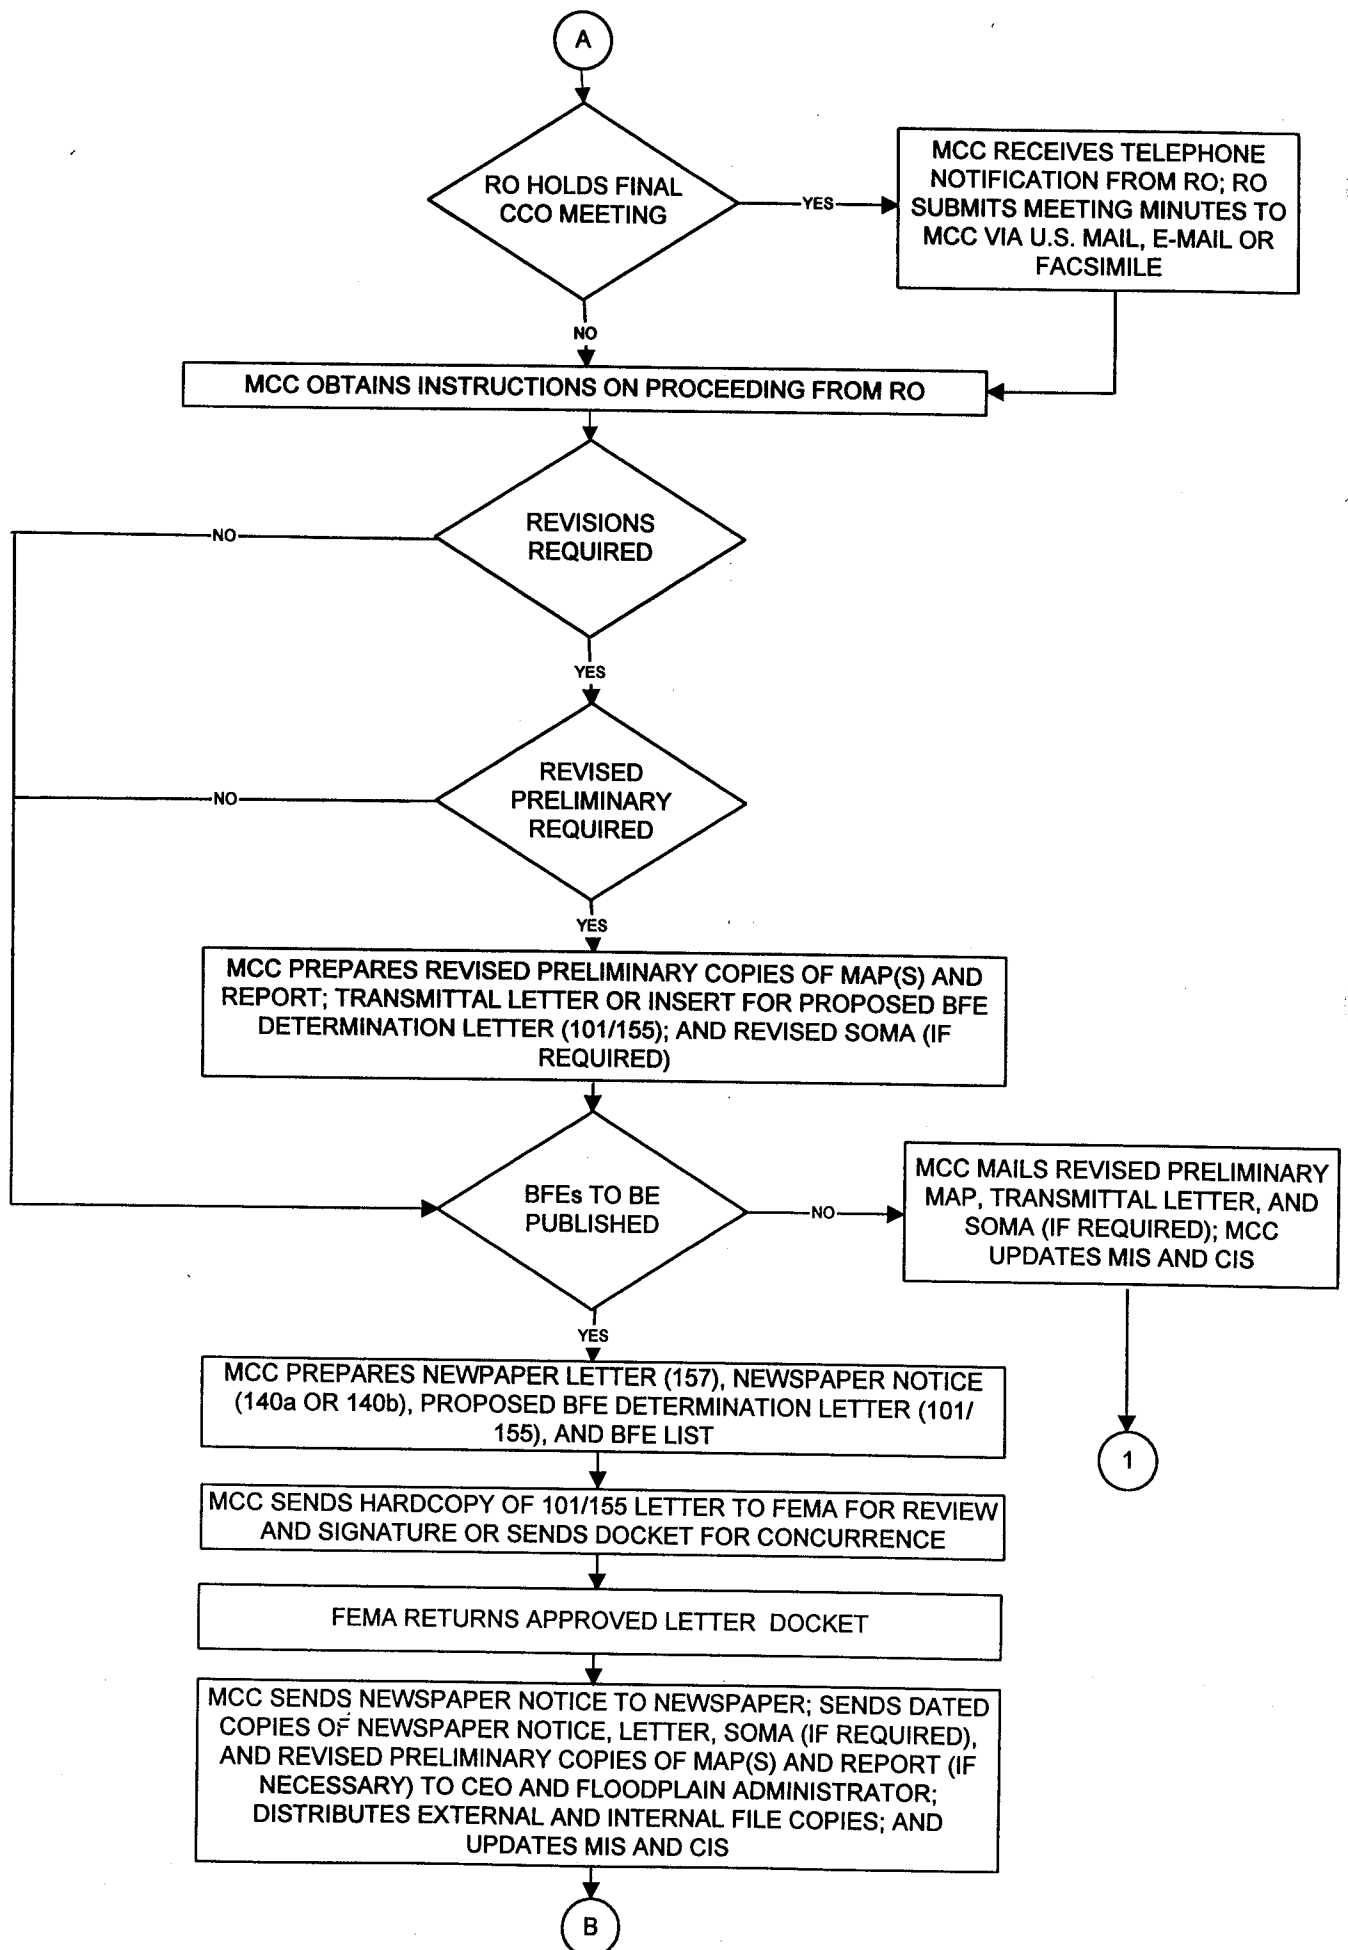 A
RO HOLDS FINAL
CCO MEETING
YES
MCC RECEIVES TELEPHONE
NOTIFICATION FROM RO; RO
SUBMITS MEETING MINUTES TO
MCC VIA U.S. MAIL, E-MAIL OR
FACSIMILE
NO
MCC OBTAINS INSTRUCTIONS ON PROCEEDING FROM RO
REVISIONS
REQUIRED
NO
YES
REVISED
PRELIMINARY
REQUIRED
NO
YES
MCC PREPARES REVISED PRELIMINARY COPIES OF MAP(S) AND
REPORT; TRANSMITTAL LETTER OR INSERT FOR PROPOSED BFE
DETERMINATION LETTER (101/155); AND REVISED SOMA (IF
REQUIRED)
BFEs TO BE
PUBLISHED
NO
MCC MAILS REVISED PRELIMINARY
MAP, TRANSMITTAL LETTER, AND
SOMA (IF REQUIRED); MCC
UPDATES MIS AND CIS
1
YES
MCC PREPARES NEWPAPER LETTER (157), NEWSPAPER NOTICE
(140a OR 140b), PROPOSED BFE DETERMINATION LETTER (101/
155), AND BFE LIST
MCC SENDS HARDCOPY OF 101/155 LETTER TO FEMA FOR REVIEW
AND SIGNATURE OR SENDS DOCKET FOR CONCURRENCE
FEMA RETURNS APPROVED LETTER DOCKET
MCC SENDS NEWSPAPER NOTICE TO NEWSPAPER; SENDS DATED
COPIES OF NEWSPAPER NOTICE, LETTER, SOMA (IF REQUIRED),
AND REVISED PRELIMINARY COPIES OF MAP(S) AND REPORT (IF
NECESSARY) TO CEO AND FLOODPLAIN ADMINISTRATOR;
DISTRIBUTES EXTERNAL AND INTERNAL FILE COPIES; AND
UPDATES MIS AND CIS
B